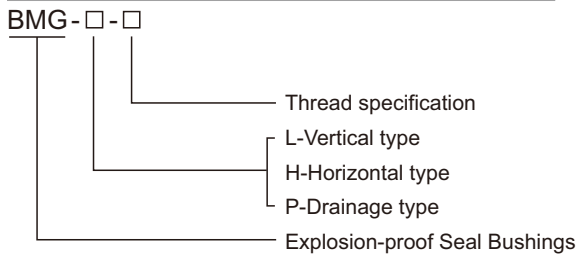 BMG-□-□
Thread specification
L-Vertical type
H-Horizontal type
P-Drainage type
Explosion-proof Seal Bushings